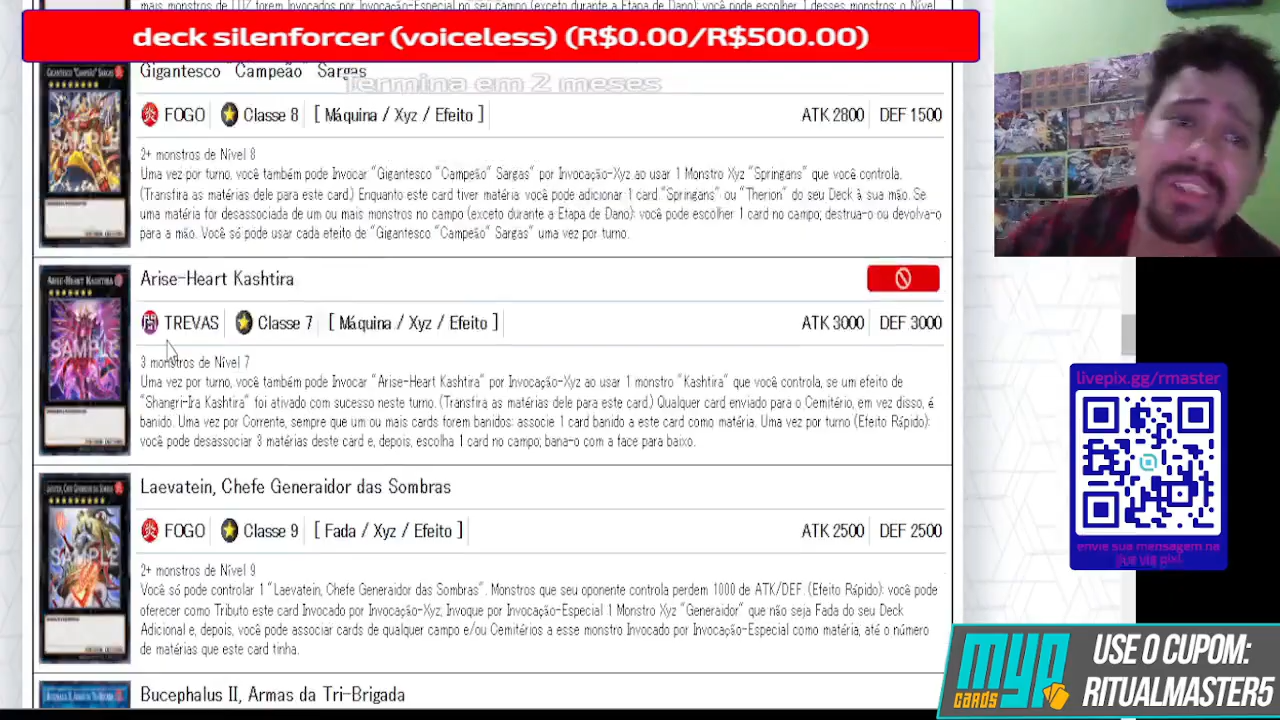 deck silenforcer (voiceless) (R$0.00/R$500.00)
Termina em 2 meses
Gigantesco "Campeão" Sargas
FOGO Classe 8 [ Máquina / Xyz / Efeito ] ATK 2800 DEF 1500
2+ monstros de Nível 8
Uma vez por turno, você também pode Invocar "Gigantesco "Campeão" Sargas" por Invocação-Xyz ao usar 1 Monstro Xyz "Springans" que você controla.
(Transfira as matérias dele para este card.) Enquanto este card tiver matéria, você pode adicionar 1 card "Springans" ou "Therion" do seu Deck à sua mão. Se
uma matéria for desassociada de um ou mais monstros no campo (exceto durante a Etapa de Dano): você pode escolher 1 card no campo; destrua-o ou devolva-o
para a mão. Você só pode usar cada efeito de "Gigantesco "Campeão" Sargas" uma vez por turno.
Arise-Heart Kashtira
TREVAS Classe 7 [ Máquina / Xyz / Efeito ] ATK 3000 DEF 3000
3 monstros de Nível 7
Uma vez por turno, você também pode Invocar "Arise-Heart Kashtira" por Invocação-Xyz ao usar 1 monstro "Kashtira" que você controla, se um efeito de
"Shangri-Ira Kashtira" foi ativado com sucesso neste turno. (Transfira as matérias dele para este card.) Qualquer card enviado para o Cemitério, em vez disso, é
banido. Uma vez por Corrente, sempre que um ou mais cards forem banidos: associe 1 card banido a este card como matéria. Uma vez por turno (Efeito Rápido):
você pode desassociar 3 matérias deste card e, depois, escolha 1 card no campo; bana-o com a face para baixo.
SAMPLE
Laevatein, Chefe Generaidor das Sombras
FOGO Classe 9 [ Fada / Xyz / Efeito ] ATK 2500 DEF 2500
2+ monstros de Nível 9
Você só pode controlar 1 "Laevatein, Chefe Generaidor das Sombras". Monstros que seu oponente controla perdem 1000 de ATK/DEF. (Efeito Rápido): você pode
oferecer como Tributo este card Invocado por Invocação-Xyz; Invoque por Invocação-Especial 1 Monstro Xyz "Generaidor" que não seja Fada do seu Deck
Adicional e, depois, você pode associar cards de qualquer campo e/ou Cemitérios a esse monstro Invocado por Invocação-Especial como matéria, até o número
de matérias que este card tinha.
SAMPLE
Bucephalus II, Armas da Tri-Brigada
livepix.gg/rmaster
envie sua mensagem na
live via pix!
myp
CARDS
USE O CUPOM:
RITUALMASTER5